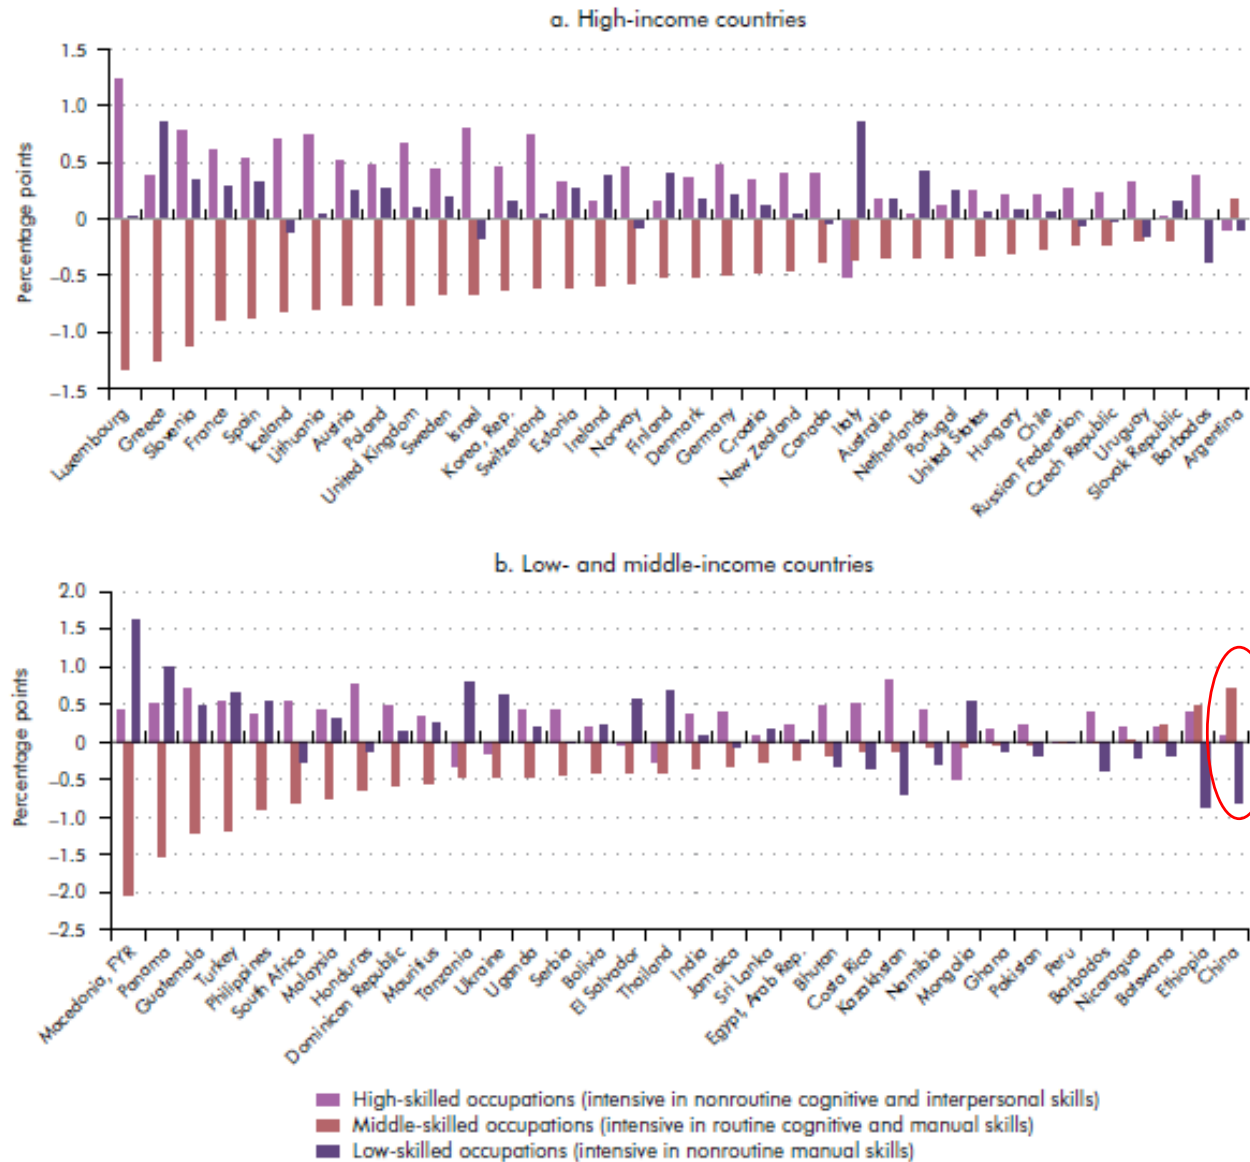 a. High-income countries
Percentage points
1.5
1.0
0.5
0
−0.5
−1.0
−1.5
Luxembourg
Greece
Slovenia
France
Spain
Iceland
Lithuania
Austria
Poland
United Kingdom
Sweden
Israel
Korea, Rep.
Switzerland
Estonia
Ireland
Norway
Finland
Denmark
Germany
Croatia
New Zealand
Canada
Italy
Australia
Netherlands
Portugal
United States
Hungary
Chile
Russian Federation
Czech Republic
Uruguay
Slovak Republic
Barbados
Argentina
b. Low- and middle-income countries
Percentage points
2.0
1.5
1.0
0.5
0
−0.5
−1.0
−1.5
−2.0
−2.5
Macedonia, FYR
Panama
Guatemala
Turkey
Philippines
South Africa
Malaysia
Honduras
Dominican Republic
Mauritius
Tanzania
Ukraine
Uganda
Serbia
Bolivia
El Salvador
Thailand
India
Jamaica
Sri Lanka
Egypt, Arab Rep.
Bhutan
Costa Rica
Kazakhstan
Namibia
Mongolia
Ghana
Pakistan
Peru
Barbados
Nicaragua
Botswana
Ethiopia
China
High-skilled occupations (intensive in nonroutine cognitive and interpersonal skills)
Middle-skilled occupations (intensive in routine cognitive and manual skills)
Low-skilled occupations (intensive in nonroutine manual skills)